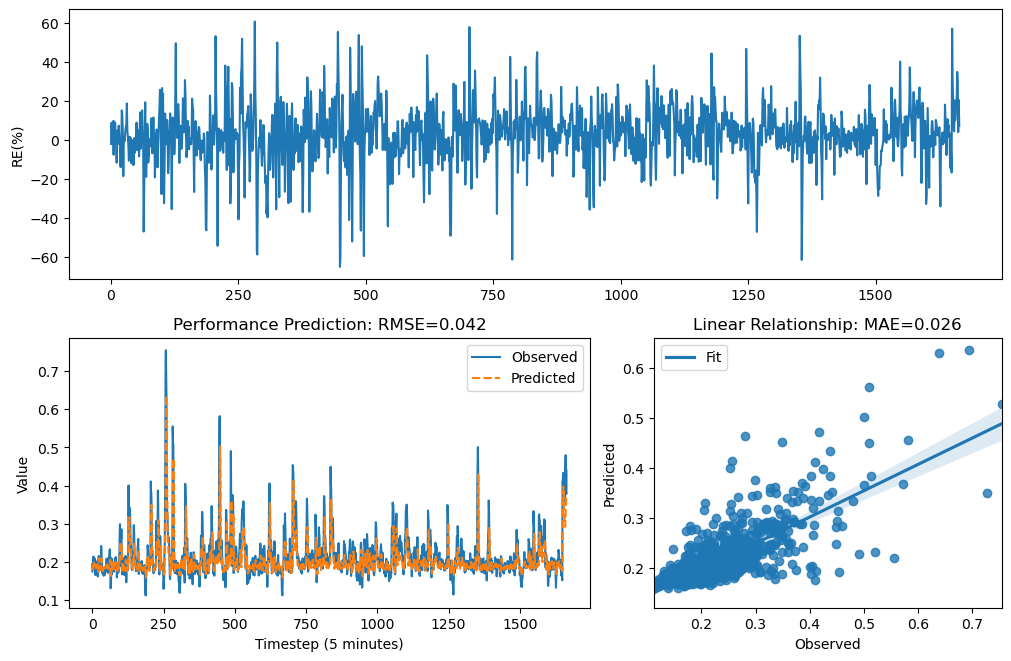 60
40
20
0
−20
−40
−60
RE(%)
0 250 500 750 1000 1250 1500
Performance Prediction: RMSE=0.042
Observed
Predicted
0.7
0.6
0.5
0.4
0.3
0.2
0.1
Value
0 250 500 750 1000 1250 1500
Timestep (5 minutes)
Linear Relationship: MAE=0.026
Fit
0.6
0.5
0.4
0.3
0.2
Predicted
0.2 0.3 0.4 0.5 0.6 0.7
Observed